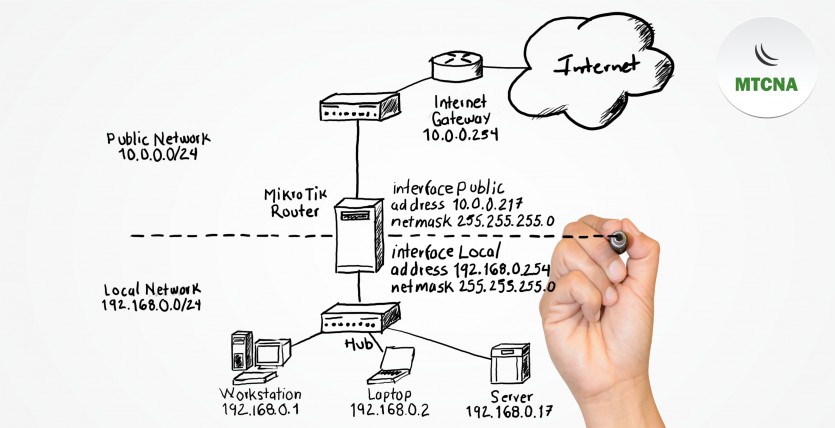 Internet
MTCNA
Internet
Gateway
10.0.0.254
Public Network
10.0.0.0/24
MikroTik
Router
interface Public
address 10.0.0.217
netmask 255.255.255.0
interface Local
address 192.168.0.254
netmask 255.255.255.0
Local Network
192.168.0.0/24
Hub
Workstation
192.168.0.1
Laptop
192.168.0.2
Server
192.168.0.17